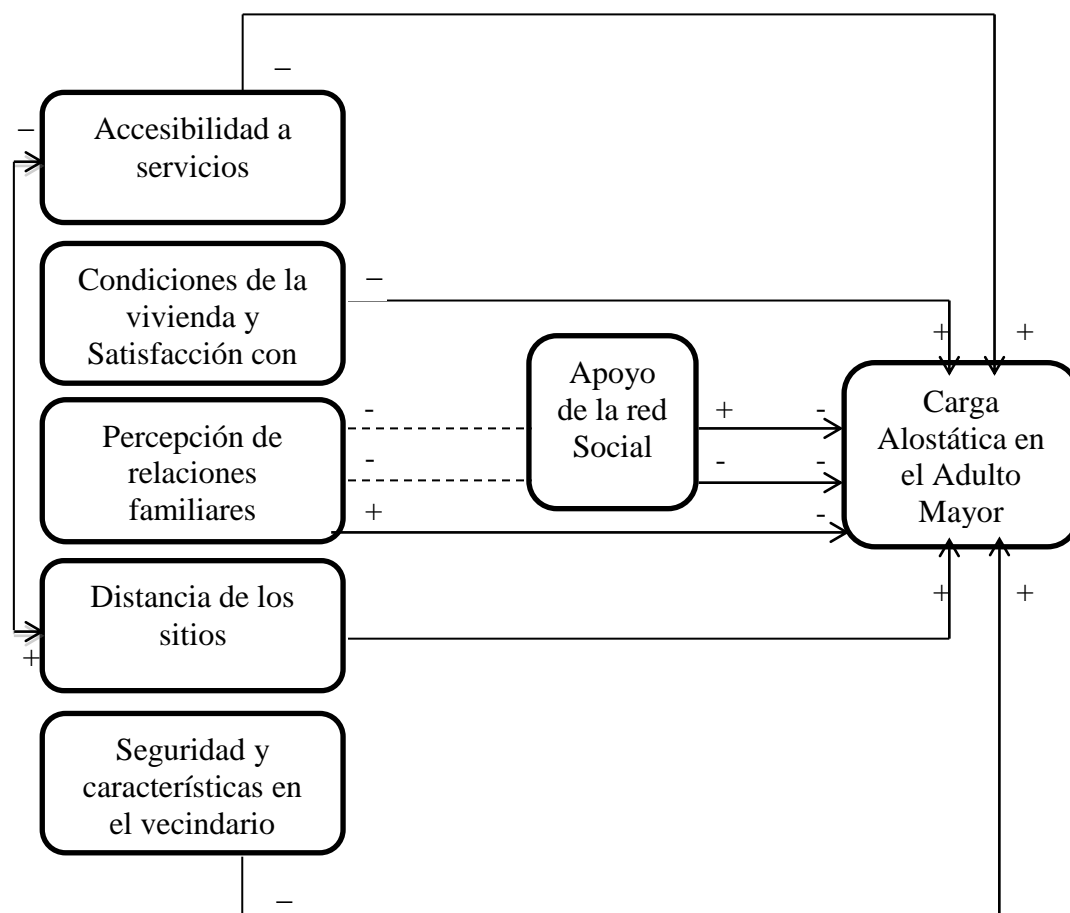 –
–
Accesibilidad a
servicios
Condiciones de la
vivienda y
Satisfacción con
–
+ +
Apoyo
de la red
Social
Percepción de
relaciones
familiares
-
-
+
+ -
- -
-
Carga
Alostática en
el Adulto
Mayor
Distancia de los
sitios
+
+ +
Seguridad y
características en
el vecindario
–